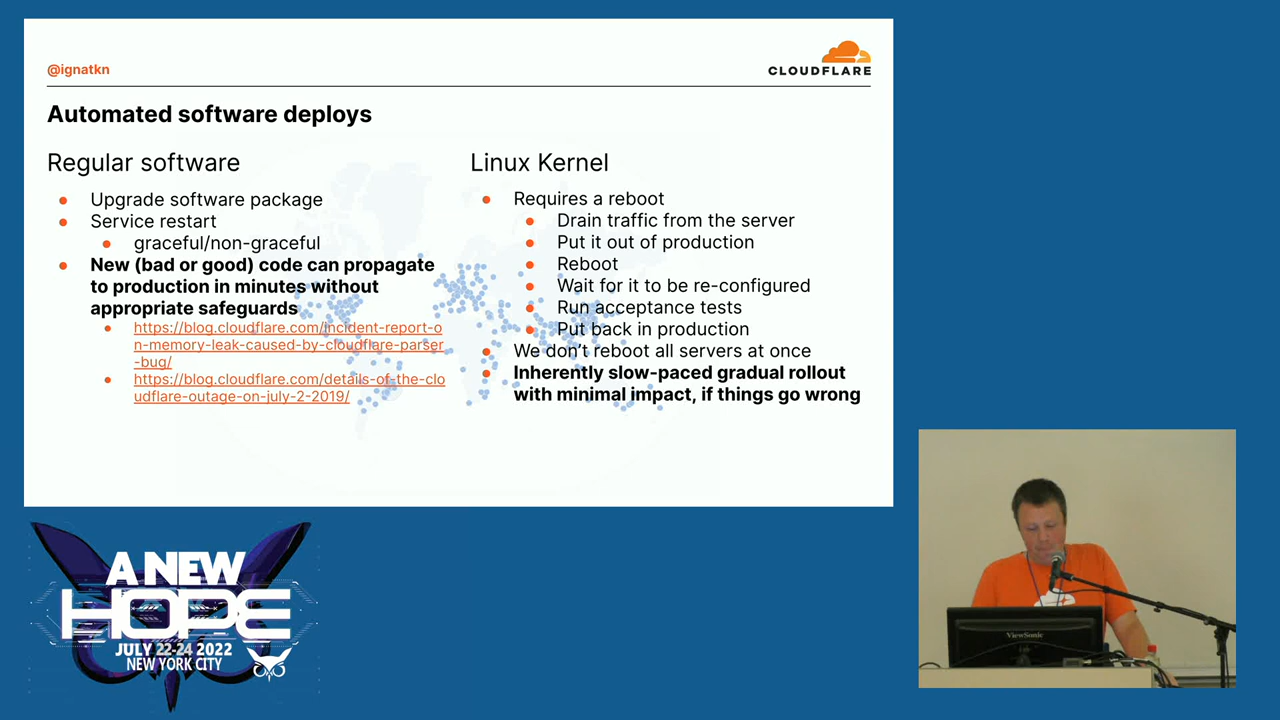 @ignatkn
CLOUDFLARE
Automated software deploys
Regular software
Upgrade software package
Service restart
graceful/non-graceful
New (bad or good) code can propagate
to production in minutes without
appropriate safeguards
https://blog.cloudflare.com/incident-report-o
n-memory-leak-caused-by-cloudflare-parser
-bug/
https://blog.cloudflare.com/details-of-the-clo
udflare-outage-on-july-2-2019/
Linux Kernel
Requires a reboot
Drain traffic from the server
Put it out of production
Reboot
Wait for it to be re-configured
Run acceptance tests
Put back in production
We don't reboot all servers at once
Inherently slow-paced gradual rollout
with minimal impact, if things go wrong
A NEW
HOPE
JULY 22-24 2022
NEW YORK CITY
ViewSonic